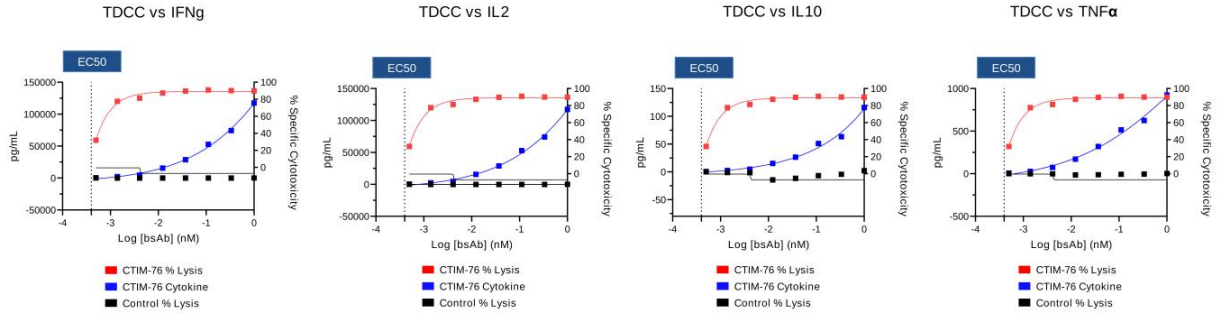 TDCC vs IFNg
EC50
150000
100000
50000
0
-50000
pg/mL
100
80
60
40
20
0
% Specific Cytotoxicity
-4 -3 -2 -1 0
Log [bsAb] (nM)
CTIM-76 % Lysis
CTIM-76 Cytokine
Control % Lysis
TDCC vs IL2
EC50
150000
100000
50000
0
-50000
pg/mL
100
80
60
40
20
0
% Specific Cytotoxicity
-4 -3 -2 -1 0
Log [bsAb] (nM)
CTIM-76 % Lysis
CTIM-76 Cytokine
Control % Lysis
TDCC vs IL10
EC50
150
100
50
0
-50
pg/mL
100
80
60
40
20
0
% Specific Cytotoxicity
-4 -3 -2 -1 0
Log [bsAb] (nM)
CTIM-76 % Lysis
CTIM-76 Cytokine
Control % Lysis
TDCC vs TNFα
EC50
1000
500
0
-500
pg/mL
100
80
60
40
20
0
% Specific Cytotoxicity
-4 -3 -2 -1 0
Log [bsAb] (nM)
CTIM-76 % Lysis
CTIM-76 Cytokine
Control % Lysis